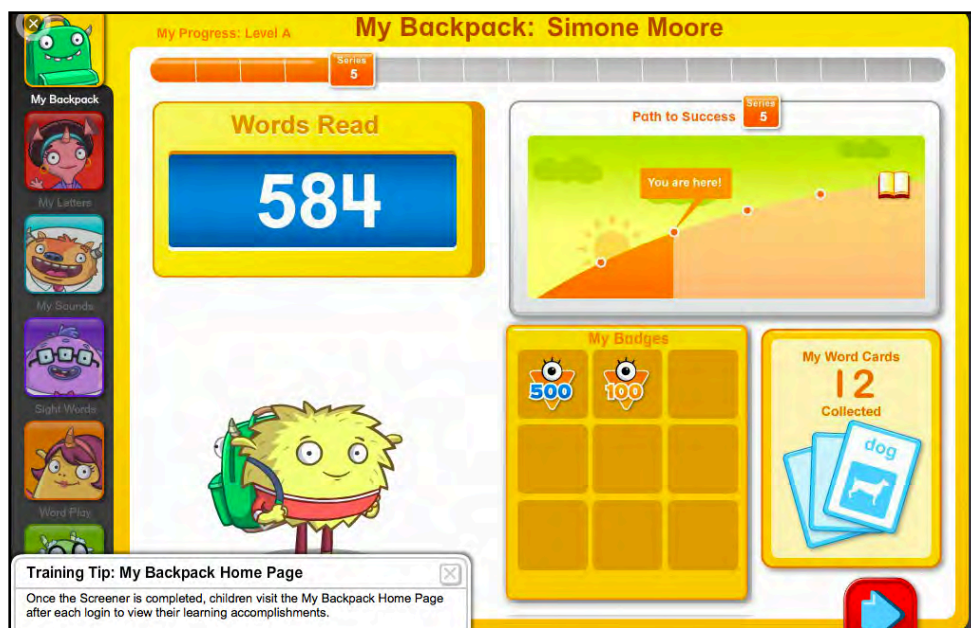 My Backpack: Simone Moore
My Progress: Level A
Series
5
My Backpack
My Letters
My Sounds
Sight Words
Word Play
Words Read
584
Path to Success
Series
5
You are here!
My Badges
500
100
My Word Cards
12
Collected
dog
Training Tip: My Backpack Home Page
Once the Screener is completed, children visit the My Backpack Home Page
after each login to view their learning accomplishments.